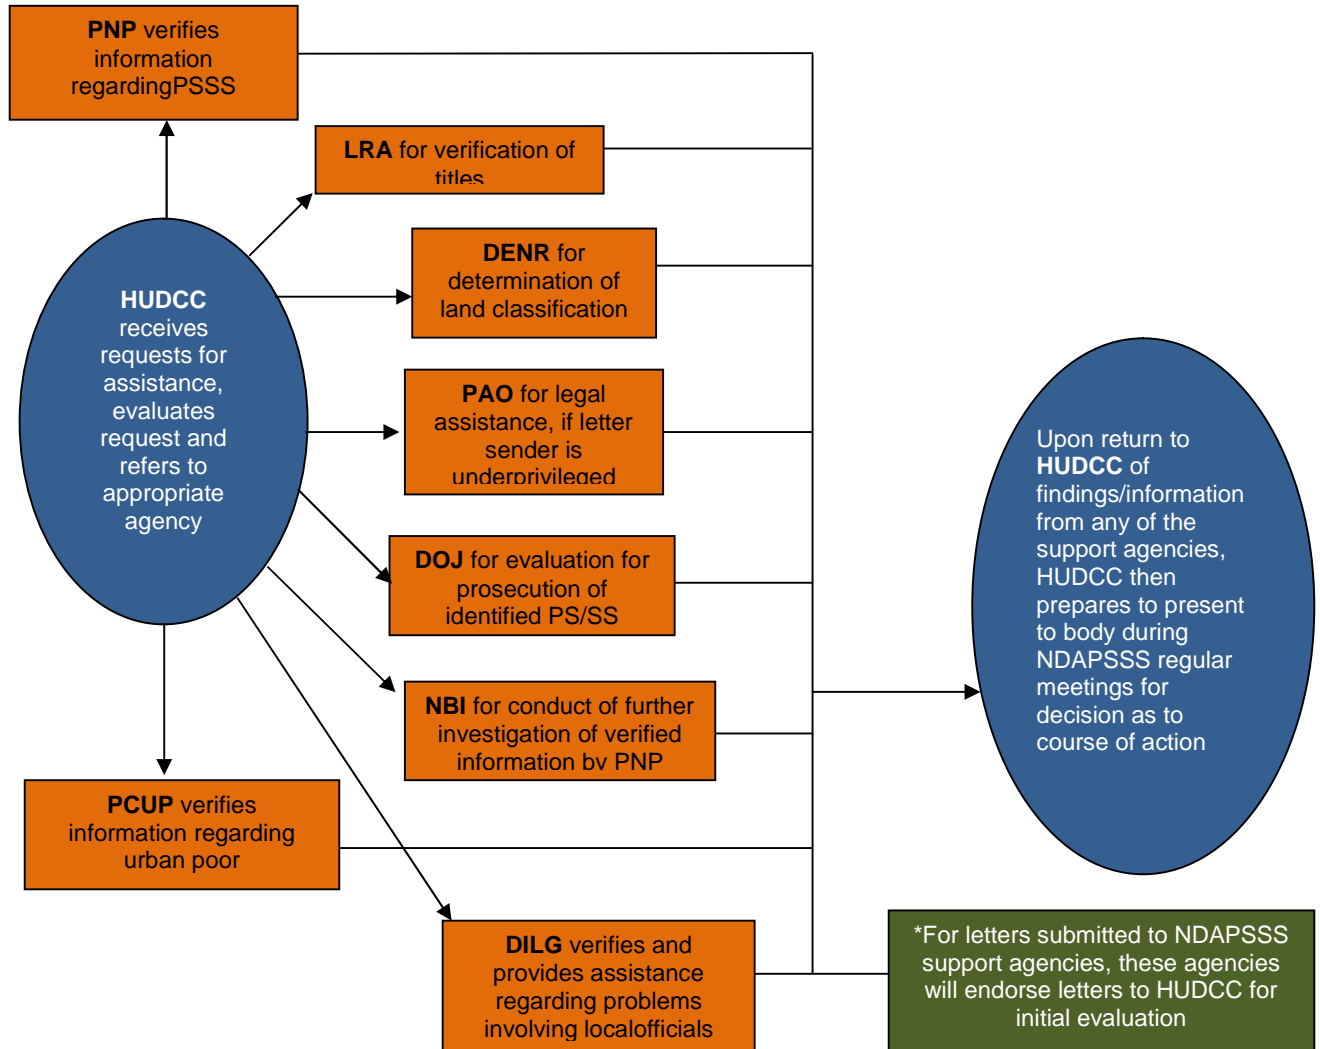 PNP verifies
information
regardingPSSS
LRA for verification of
titles
DENR for
determination of
land classification
HUDCC
receives
requests for
assistance,
evaluates
request and
refers to
appropriate
agency
PAO for legal
assistance, if letter
sender is
underprivileged
DOJ for evaluation for
prosecution of
identified PS/SS
NBI for conduct of further
investigation of verified
information by PNP
PCUP verifies
information regarding
urban poor
DILG verifies and
provides assistance
regarding problems
involving localofficials
Upon return to
HUDCC of
findings/information
from any of the
support agencies,
HUDCC then
prepares to present
to body during
NDAPSSS regular
meetings for
decision as to
course of action
*For letters submitted to NDAPSSS
support agencies, these agencies
will endorse letters to HUDCC for
initial evaluation